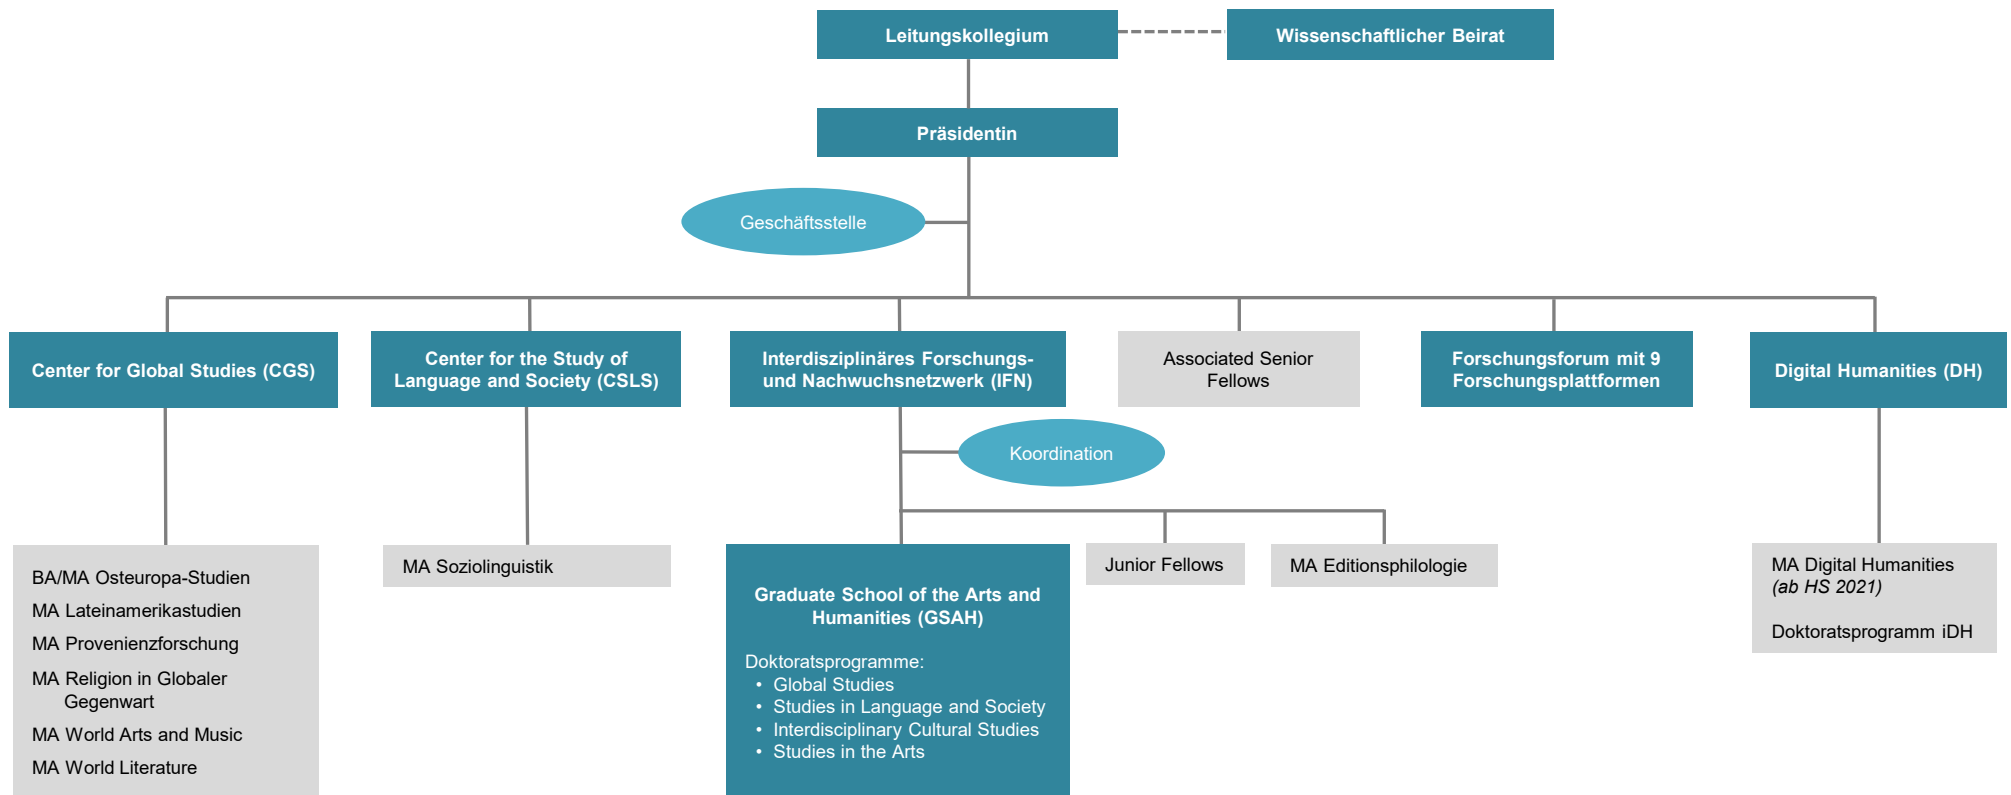 Leitungskollegium
Wissenschaftlicher Beirat
Präsidentin
Geschäftsstelle
Center for Global Studies (CGS)
Center for the Study of
Language and Society (CSLS)
Interdisziplinäres Forschungs-
und Nachwuchsnetzwerk (IFN)
Associated Senior
Fellows
Forschungsforum mit 9
Forschungsplattformen
Digital Humanities (DH)
Koordination
BA/MA Osteuropa-Studien
MA Lateinamerikastudien
MA Provenienzforschung
MA Religion in Globaler
Gegenwart
MA World Arts and Music
MA World Literature
MA Soziolinguistik
Graduate School of the Arts and
Humanities (GSAH)
Doktoratsprogramme:
• Global Studies
• Studies in Language and Society
• Interdisciplinary Cultural Studies
• Studies in the Arts
Junior Fellows
MA Editionsphilologie
MA Digital Humanities
(ab HS 2021)
Doktoratsprogramm iDH